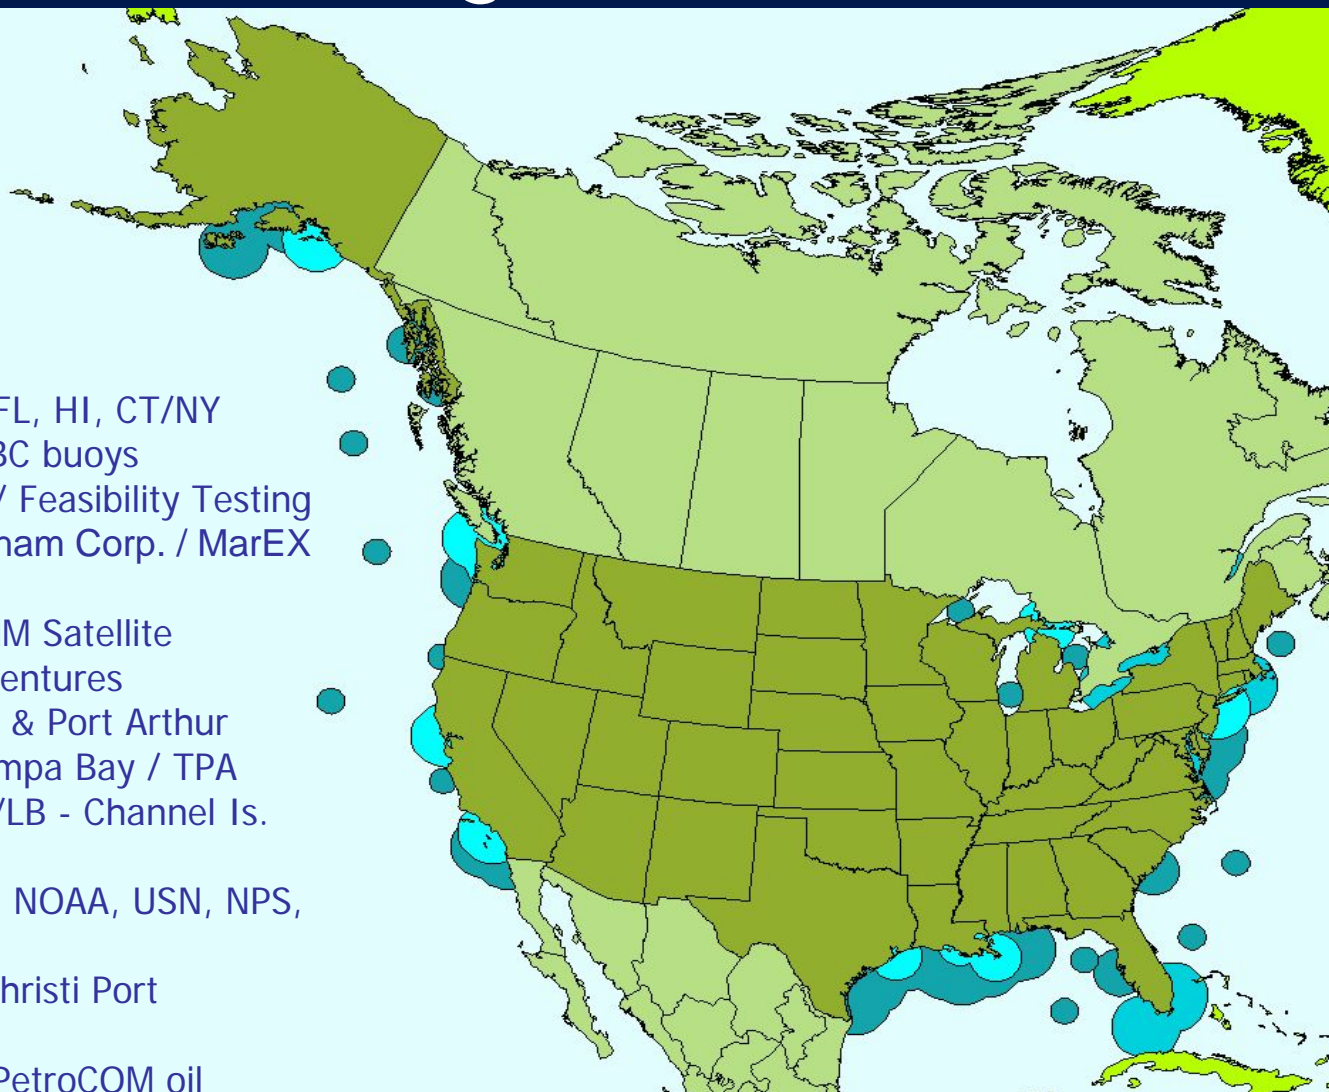 FL, HI, CT/NY
BC buoys
/ Feasibility Testing
ham Corp. / MarEX
M Satellite
entures
& Port Arthur
mpa Bay / TPA
/LB - Channel Is.
NOAA, USN, NPS,
hristi Port
PetroCOM oil